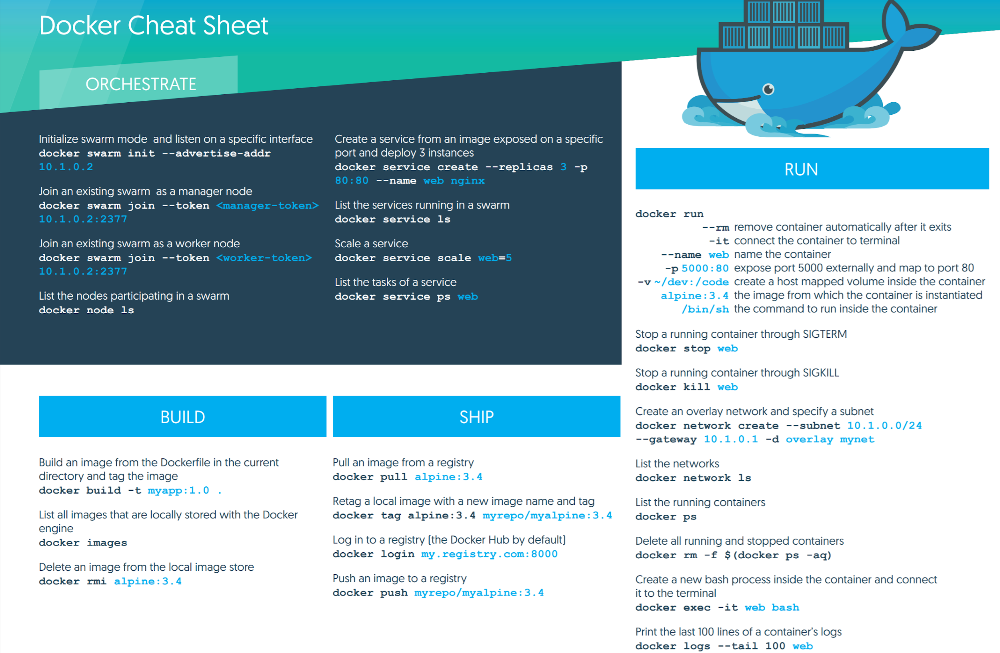 Docker Cheat Sheet
ORCHESTRATE
Initialize swarm mode  and listen on a specific interface
docker swarm init --advertise-addr
10.1.0.2
Join an existing swarm  as a manager node
docker swarm join --token <manager-token>
10.1.0.2:2377
Join an existing swarm as a worker node
docker swarm join --token <worker-token>
10.1.0.2:2377
List the nodes participating in a swarm
docker node ls
Create a service from an image exposed on a specific
port and deploy 3 instances
docker service create --replicas 3 -p
80:80 --name web nginx
List the services running in a swarm
docker service ls
Scale a service
docker service scale web=5
List the tasks of a service
docker service ps web
BUILD
Build an image from the Dockerfile in the current
directory and tag the image
docker build -t myapp:1.0 .
List all images that are locally stored with the Docker
engine
docker images
Delete an image from the local image store
docker rmi alpine:3.4
SHIP
Pull an image from a registry
docker pull alpine:3.4
Retag a local image with a new image name and tag
docker tag alpine:3.4 myrepo/myalpine:3.4
Log in to a registry (the Docker Hub by default)
docker login my.registry.com:8000
Push an image to a registry
docker push myrepo/myalpine:3.4
RUN
docker run
--rm remove container automatically after it exits
-it connect the container to terminal
--name web name the container
-p 5000:80 expose port 5000 externally and map to port 80
-v ~/dev:/code create a host mapped volume inside the container
alpine:3.4 the image from which the container is instantiated
/bin/sh the command to run inside the container
Stop a running container through SIGTERM
docker stop web
Stop a running container through SIGKILL
docker kill web
Create an overlay network and specify a subnet
docker network create --subnet 10.1.0.0/24
--gateway 10.1.0.1 -d overlay mynet
List the networks
docker network ls
List the running containers
docker ps
Delete all running and stopped containers
docker rm -f $(docker ps -aq)
Create a new bash process inside the container and connect
it to the terminal
docker exec -it web bash
Print the last 100 lines of a container’s logs
docker logs --tail 100 web